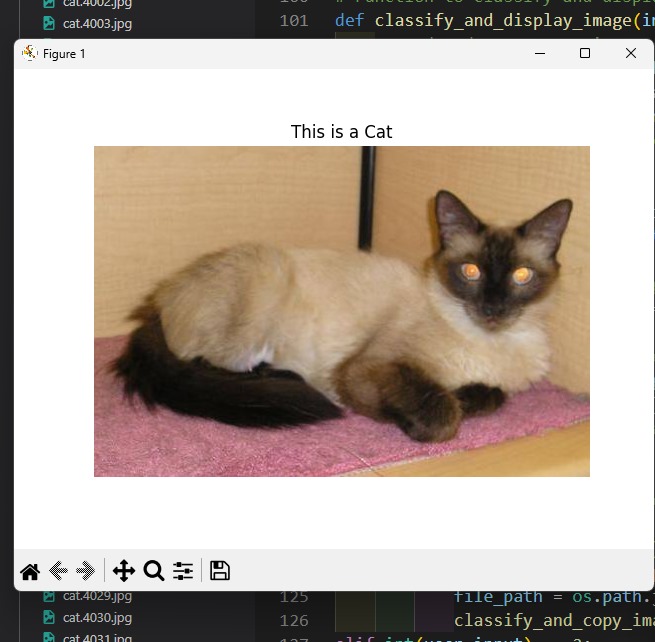 cat.4002.jpg
cat.4003.jpg
101 def classify_and_display_image(
Figure 1
This is a Cat
cat.4029.jpg
cat.4030.jpg
cat.4031.jpg
125 file_path = os.path.
126 classify_and_copy_ima